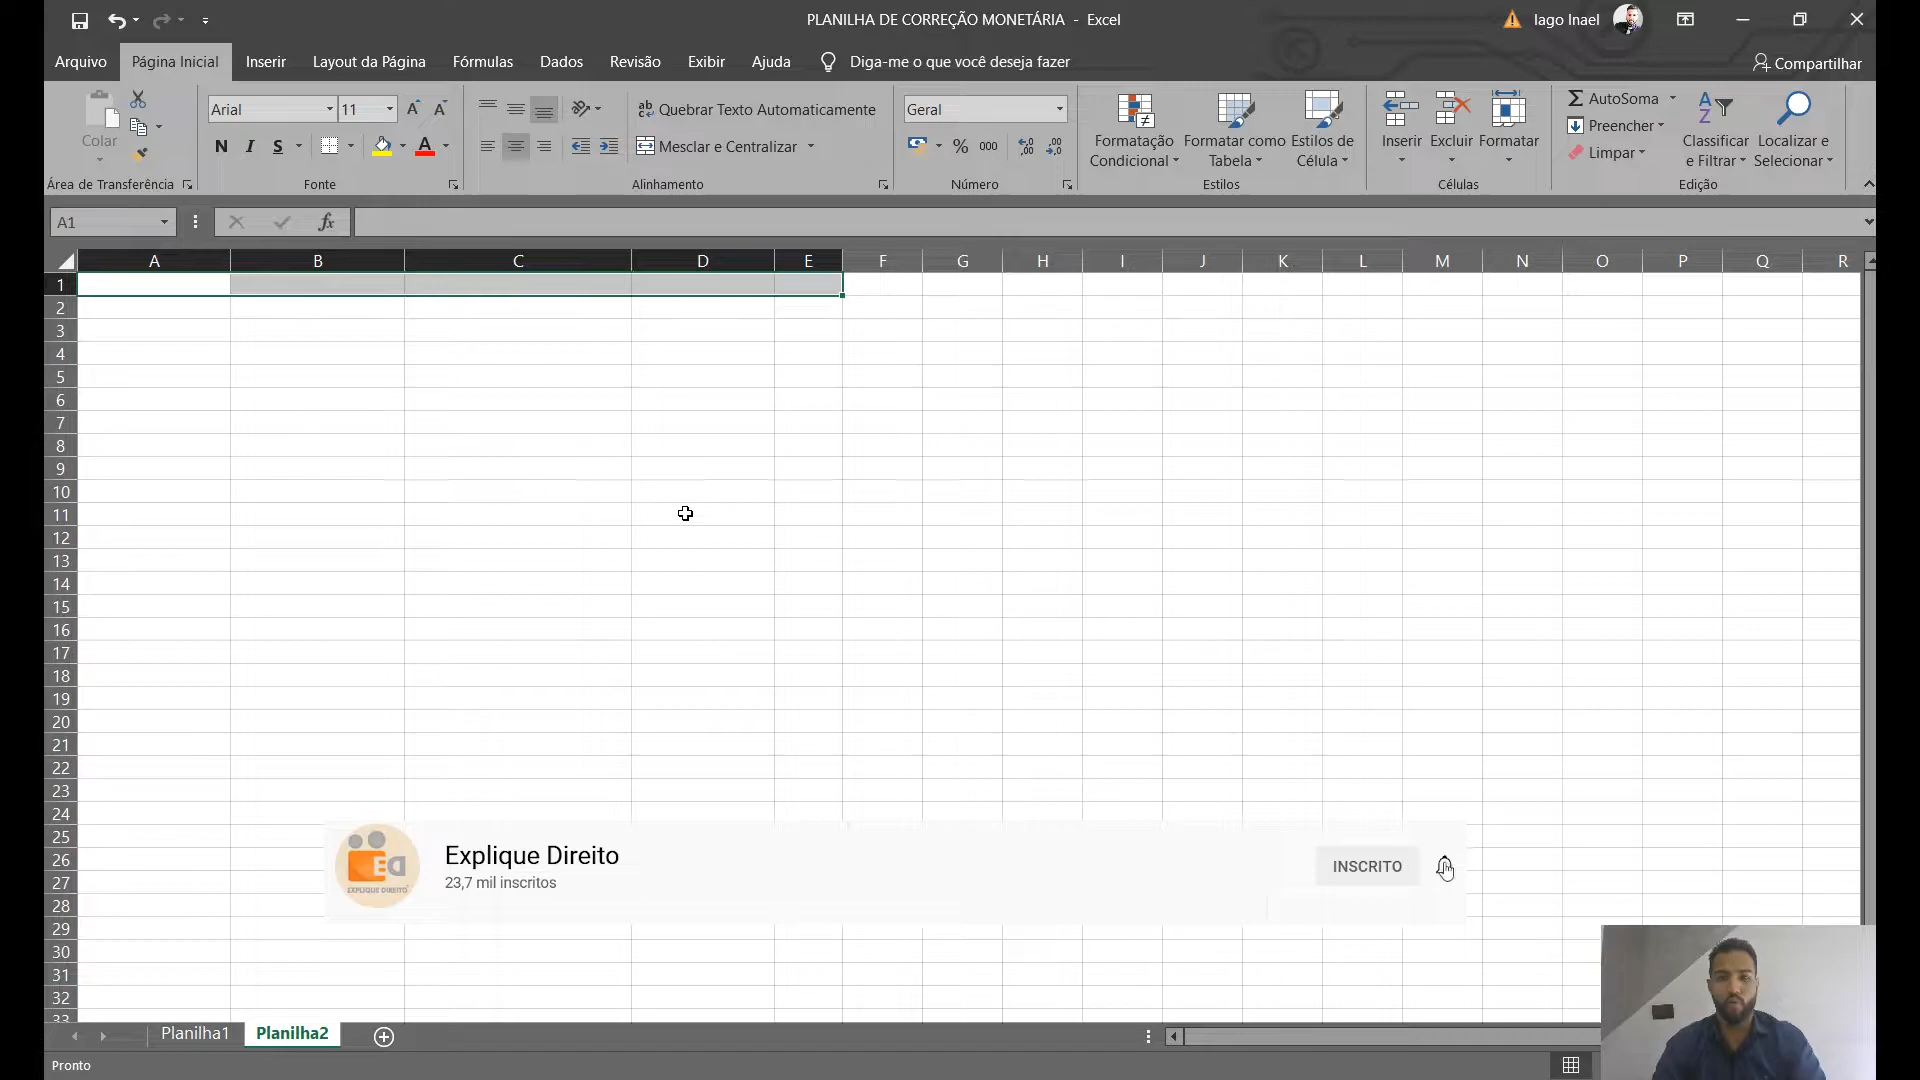 PLANILHA DE CORREÇÃO MONETÁRIA - Excel
Iago Inael
Arquivo Página Inicial Inserir Layout da Página Fórmulas Dados Revisão Exibir Ajuda Diga-me o que você deseja fazer
Compartilhar
Colar
Área de Transferência
Arial 11
N I S A
Fonte
Quebrar Texto Automaticamente
Mesclar e Centralizar
Alinhamento
Geral
% 000
Número
Formatação Condicional
Formatar como Tabela
Estilos de Célula
Estilos
Inserir
Excluir
Formatar
Células
AutoSoma
Preencher
Limpar
Classificar e Filtrar
Localizar e Selecionar
Edição
A1
fx
A B C D E F G H I J K L M N O P Q R
1
2
3
4
5
6
7
8
9
10
11
12
13
14
15
16
17
18
19
20
21
22
23
24
25
26
27
28
29
30
31
32
33
EXPLIQUE DIREITO
Explique Direito
23,7 mil inscritos
INSCRITO
Planilha1 Planilha2
Pronto